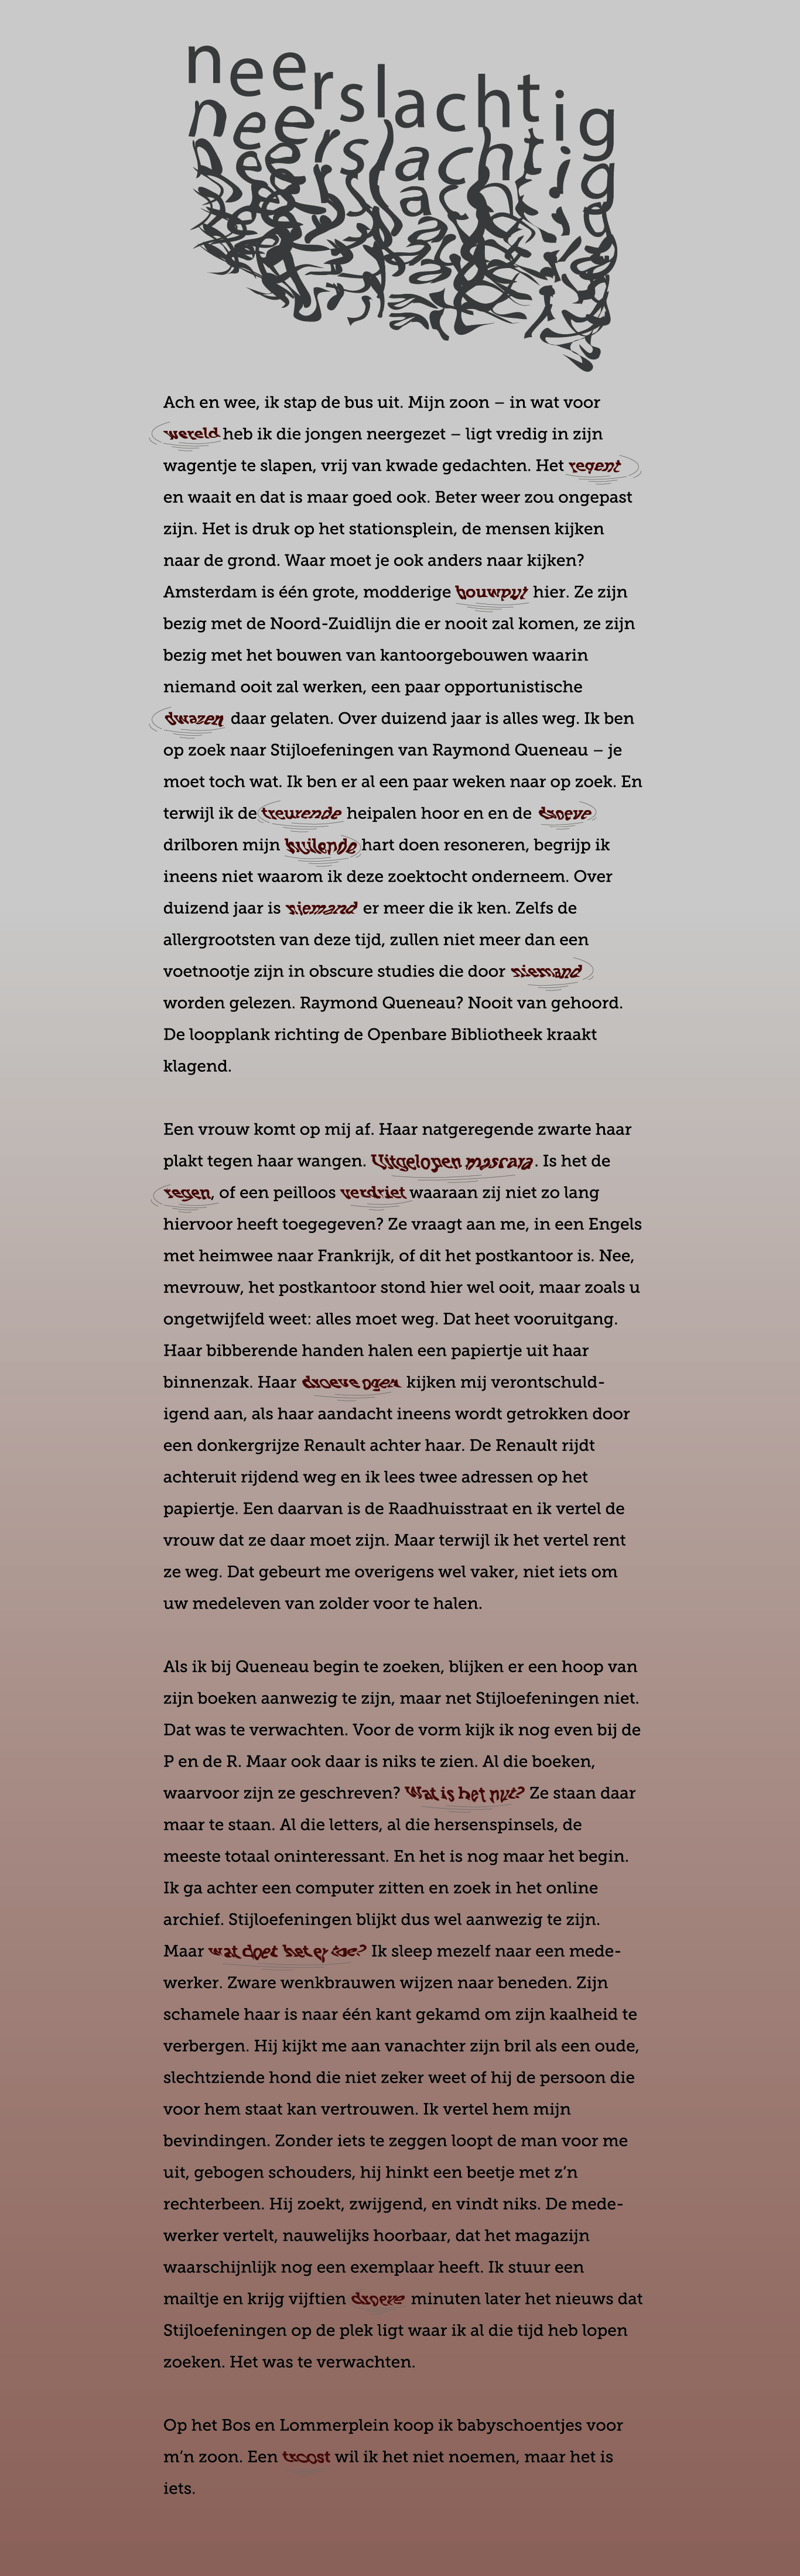 neerslachtig
neerslachtig
neerslachtig
Ach en wee, ik stap de bus uit. Mijn zoon – in wat voor
wereld heb ik die jongen neergezet – ligt vredig in zijn
wagentje te slapen, vrij van kwade gedachten. Het regent
en waait en dat is maar goed ook. Beter weer zou ongepast
zijn. Het is druk op het stationsplein, de mensen kijken
naar de grond. Waar moet je ook anders naar kijken?
Amsterdam is één grote, modderige bouwput hier. Ze zijn
bezig met de Noord-Zuidlijn die er nooit zal komen, ze zijn
bezig met het bouwen van kantoorgebouwen waarin
niemand ooit zal werken, een paar opportunistische
dwazen daar gelaten. Over duizend jaar is alles weg. Ik ben
op zoek naar Stijloefeningen van Raymond Queneau – je
moet toch wat. Ik ben er al een paar weken naar op zoek. En
terwijl ik de treurende heipalen hoor en en de droeve
drilboren mijn huilende hart doen resoneren, begrijp ik
ineens niet waarom ik deze zoektocht onderneem. Over
duizend jaar is niemand er meer die ik ken. Zelfs de
allergrootsten van deze tijd, zullen niet meer dan een
voetnootje zijn in obscure studies die door niemand
worden gelezen. Raymond Queneau? Nooit van gehoord.
De loopplank richting de Openbare Bibliotheek kraakt
klagend.
Een vrouw komt op mij af. Haar natgeregende zwarte haar
plakt tegen haar wangen. Uitgelopen mascara. Is het de
regen, of een peilloos verdriet waaraan zij niet zo lang
hiervoor heeft toegegeven? Ze vraagt aan me, in een Engels
met heimwee naar Frankrijk, of dit het postkantoor is. Nee,
mevrouw, het postkantoor stond hier wel ooit, maar zoals u
ongetwijfeld weet: alles moet weg. Dat heet vooruitgang.
Haar bibberende handen halen een papiertje uit haar
binnenzak. Haar droeve ogen kijken mij verontschuld-
igend aan, als haar aandacht ineens wordt getrokken door
een donkergrijze Renault achter haar. De Renault rijdt
achteruit rijdend weg en ik lees twee adressen op het
papiertje. Een daarvan is de Raadhuisstraat en ik vertel de
vrouw dat ze daar moet zijn. Maar terwijl ik het vertel rent
ze weg. Dat gebeurt me overigens wel vaker, niet iets om
uw medeleven van zolder voor te halen.
Als ik bij Queneau begin te zoeken, blijken er een hoop van
zijn boeken aanwezig te zijn, maar net Stijloefeningen niet.
Dat was te verwachten. Voor de vorm kijk ik nog even bij de
P en de R. Maar ook daar is niks te zien. Al die boeken,
waarvoor zijn ze geschreven? Wat is het nut? Ze staan daar
maar te staan. Al die letters, al die hersenspinsels, de
meeste totaal oninteressant. En het is nog maar het begin.
Ik ga achter een computer zitten en zoek in het online
archief. Stijloefeningen blijkt dus wel aanwezig te zijn.
Maar wat doet het er toe? Ik sleep mezelf naar een mede-
werker. Zware wenkbrauwen wijzen naar beneden. Zijn
schamele haar is naar één kant gekamd om zijn kaalheid te
verbergen. Hij kijkt me aan vanachter zijn bril als een oude,
slechtziende hond die niet zeker weet of hij de persoon die
voor hem staat kan vertrouwen. Ik vertel hem mijn
bevindingen. Zonder iets te zeggen loopt de man voor me
uit, gebogen schouders, hij hinkt een beetje met z’n
rechterbeen. Hij zoekt, zwijgend, en vindt niks. De mede-
werker vertelt, nauwelijks hoorbaar, dat het magazijn
waarschijnlijk nog een exemplaar heeft. Ik stuur een
mailtje en krijg vijftien droeve minuten later het nieuws dat
Stijloefeningen op de plek ligt waar ik al die tijd heb lopen
zoeken. Het was te verwachten.
Op het Bos en Lommerplein koop ik babyschoentjes voor
m’n zoon. Een troost wil ik het niet noemen, maar het is
iets.